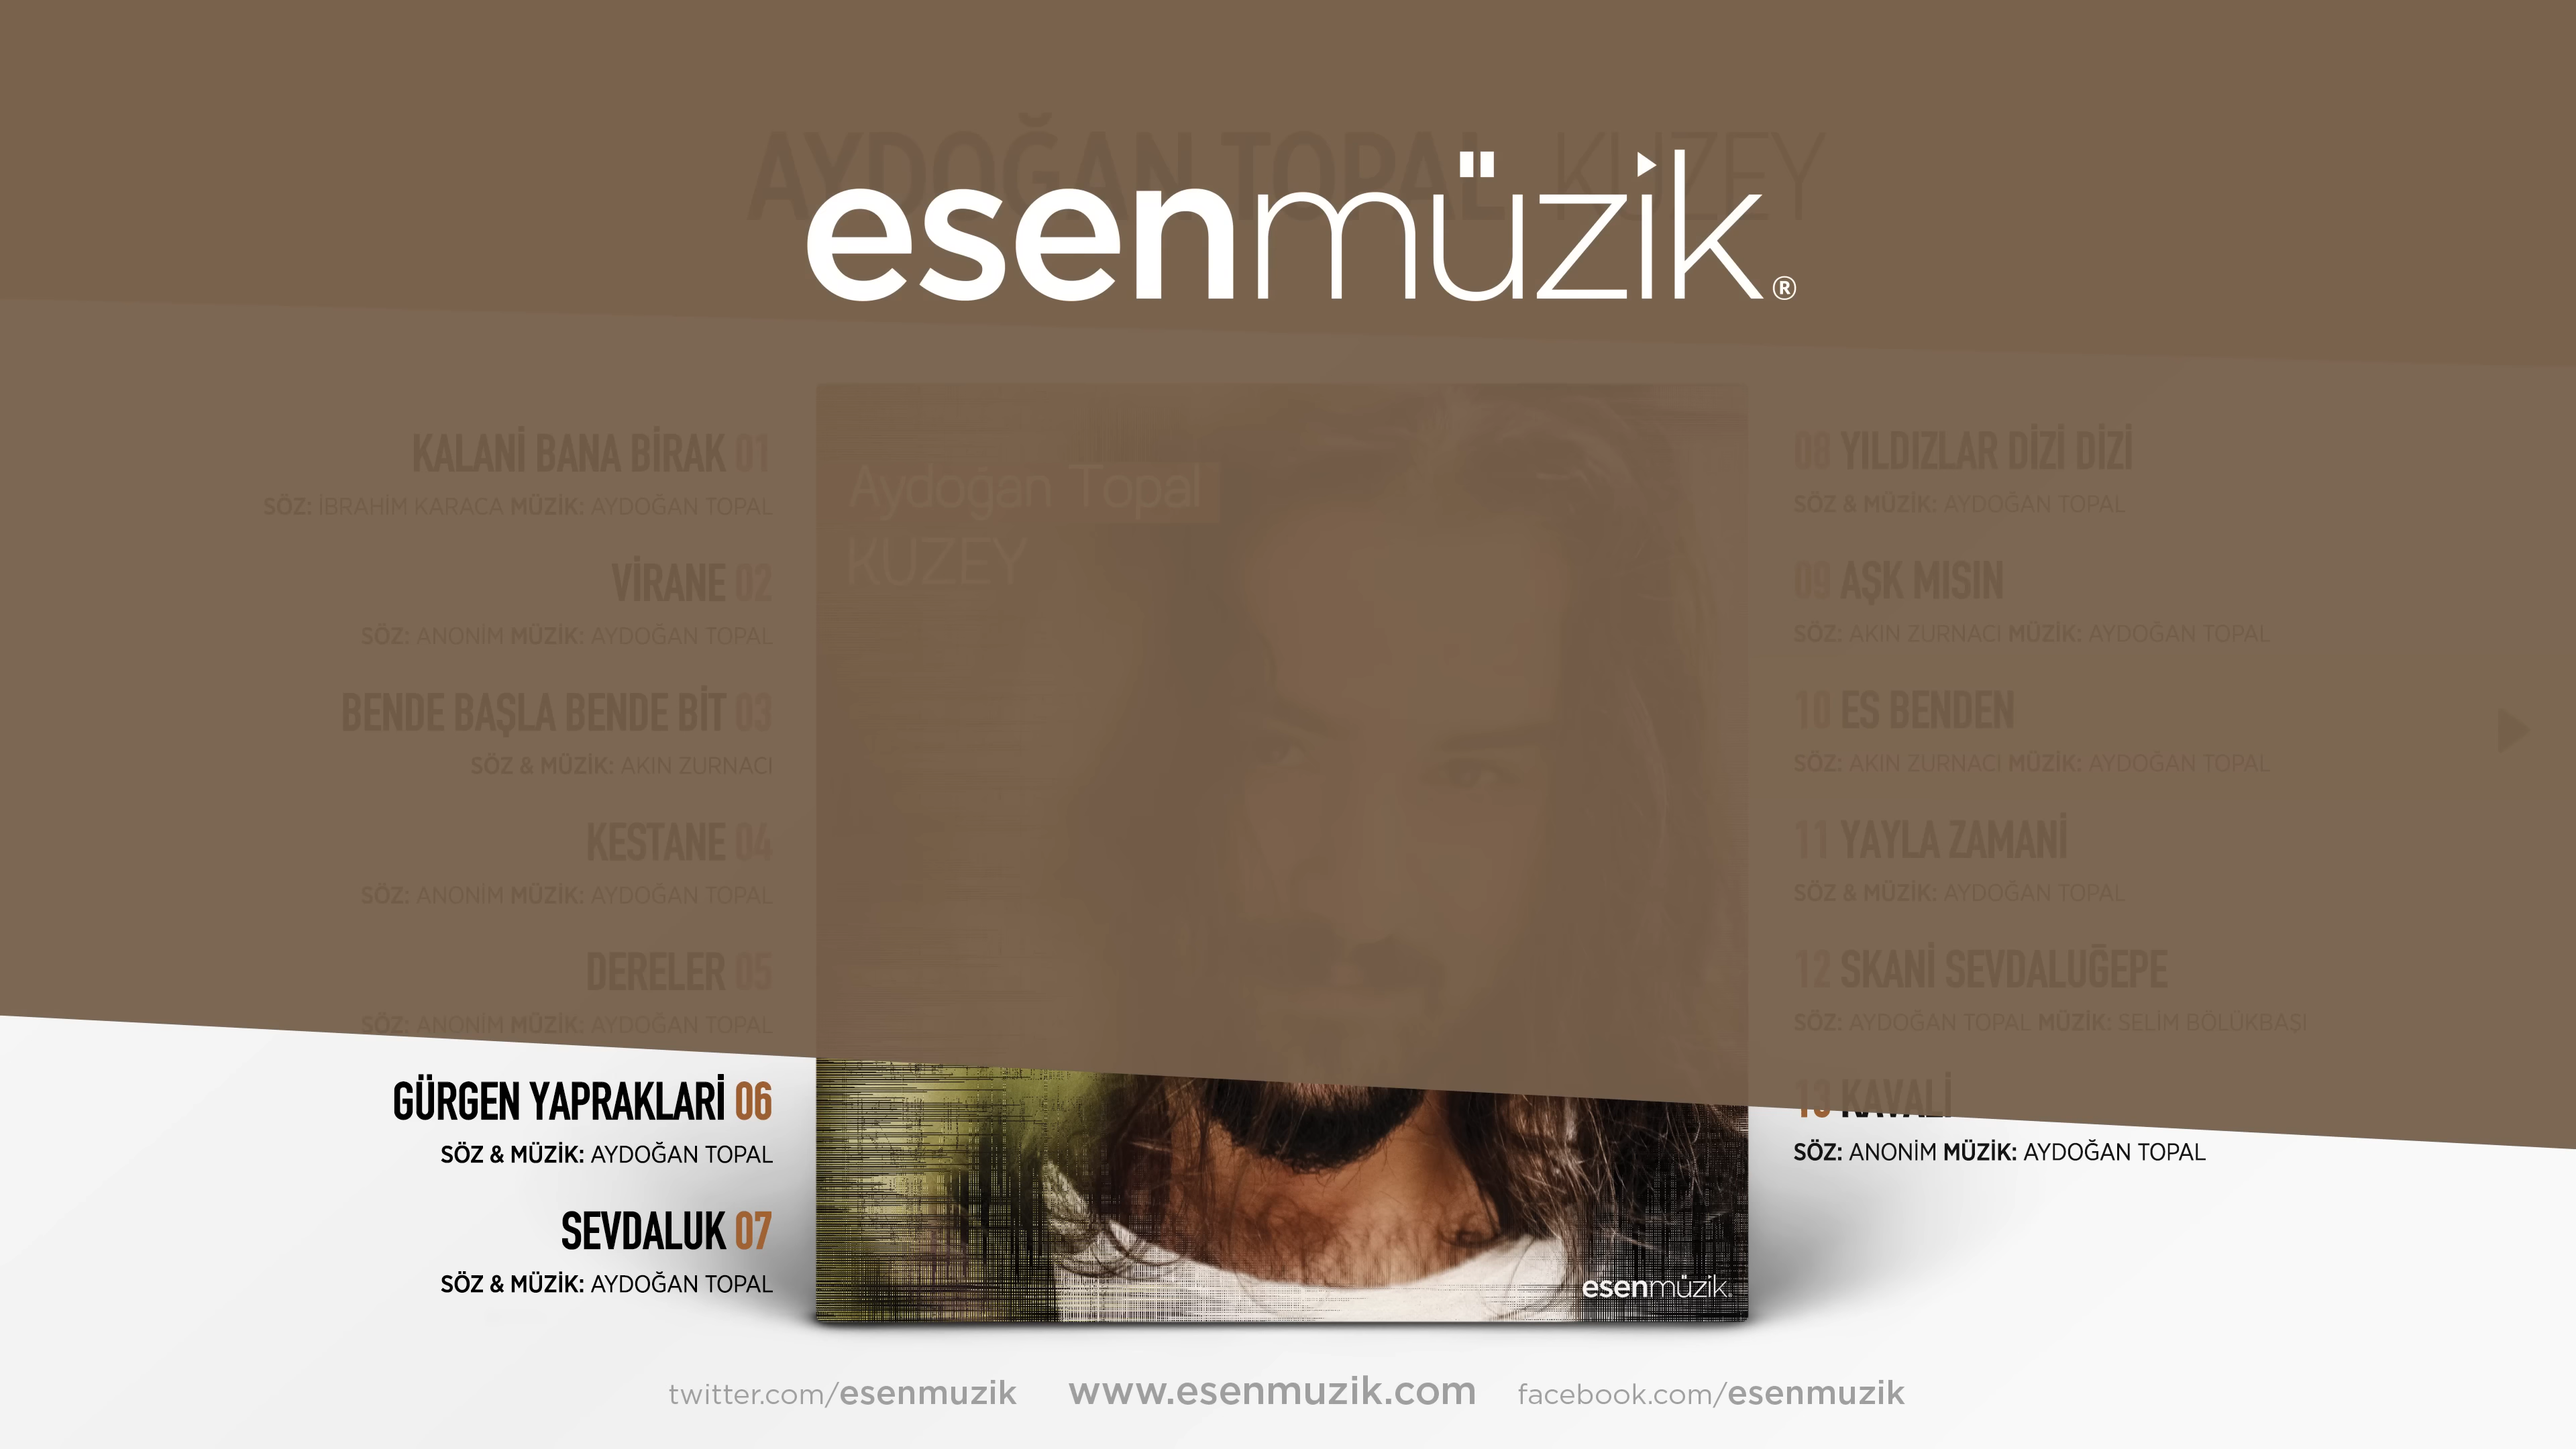 AYDOĞAN TOPAL KUZEY
esenmüzik®
KALANİ BANA BİRAK 01
SÖZ: İBRAHİM KARACA MÜZİK: AYDOĞAN TOPAL
VİRANE 02
SÖZ: ANONİM MÜZİK: AYDOĞAN TOPAL
BENDE BAŞLA BENDE BİT 03
SÖZ & MÜZİK: AKIN ZURNACI
KESTANE 04
SÖZ: ANONİM MÜZİK: AYDOĞAN TOPAL
DERELER 05
SÖZ: ANONİM MÜZİK: AYDOĞAN TOPAL
GÜRGEN YAPRAKLARİ 06
SÖZ & MÜZİK: AYDOĞAN TOPAL
SEVDALUK 07
SÖZ & MÜZİK: AYDOĞAN TOPAL
Aydoğan Topal
KUZEY
esenmüzik
08 YILDIZLAR DİZİ DİZİ
SÖZ & MÜZİK: AYDOĞAN TOPAL
09 AŞK MISIN
SÖZ: AKIN ZURNACI MÜZİK: AYDOĞAN TOPAL
10 ES BENDEN
SÖZ: AKIN ZURNACI MÜZİK: AYDOĞAN TOPAL
11 YAYLA ZAMANİ
SÖZ & MÜZİK: AYDOĞAN TOPAL
12 SKANİ SEVDALUĞEPE
SÖZ: AYDOĞAN TOPAL MÜZİK: SELİM BÖLÜKBAŞI
13 KAVALİ
SÖZ: ANONİM MÜZİK: AYDOĞAN TOPAL
twitter.com/esenmuzik
www.esenmuzik.com
facebook.com/esenmuzik